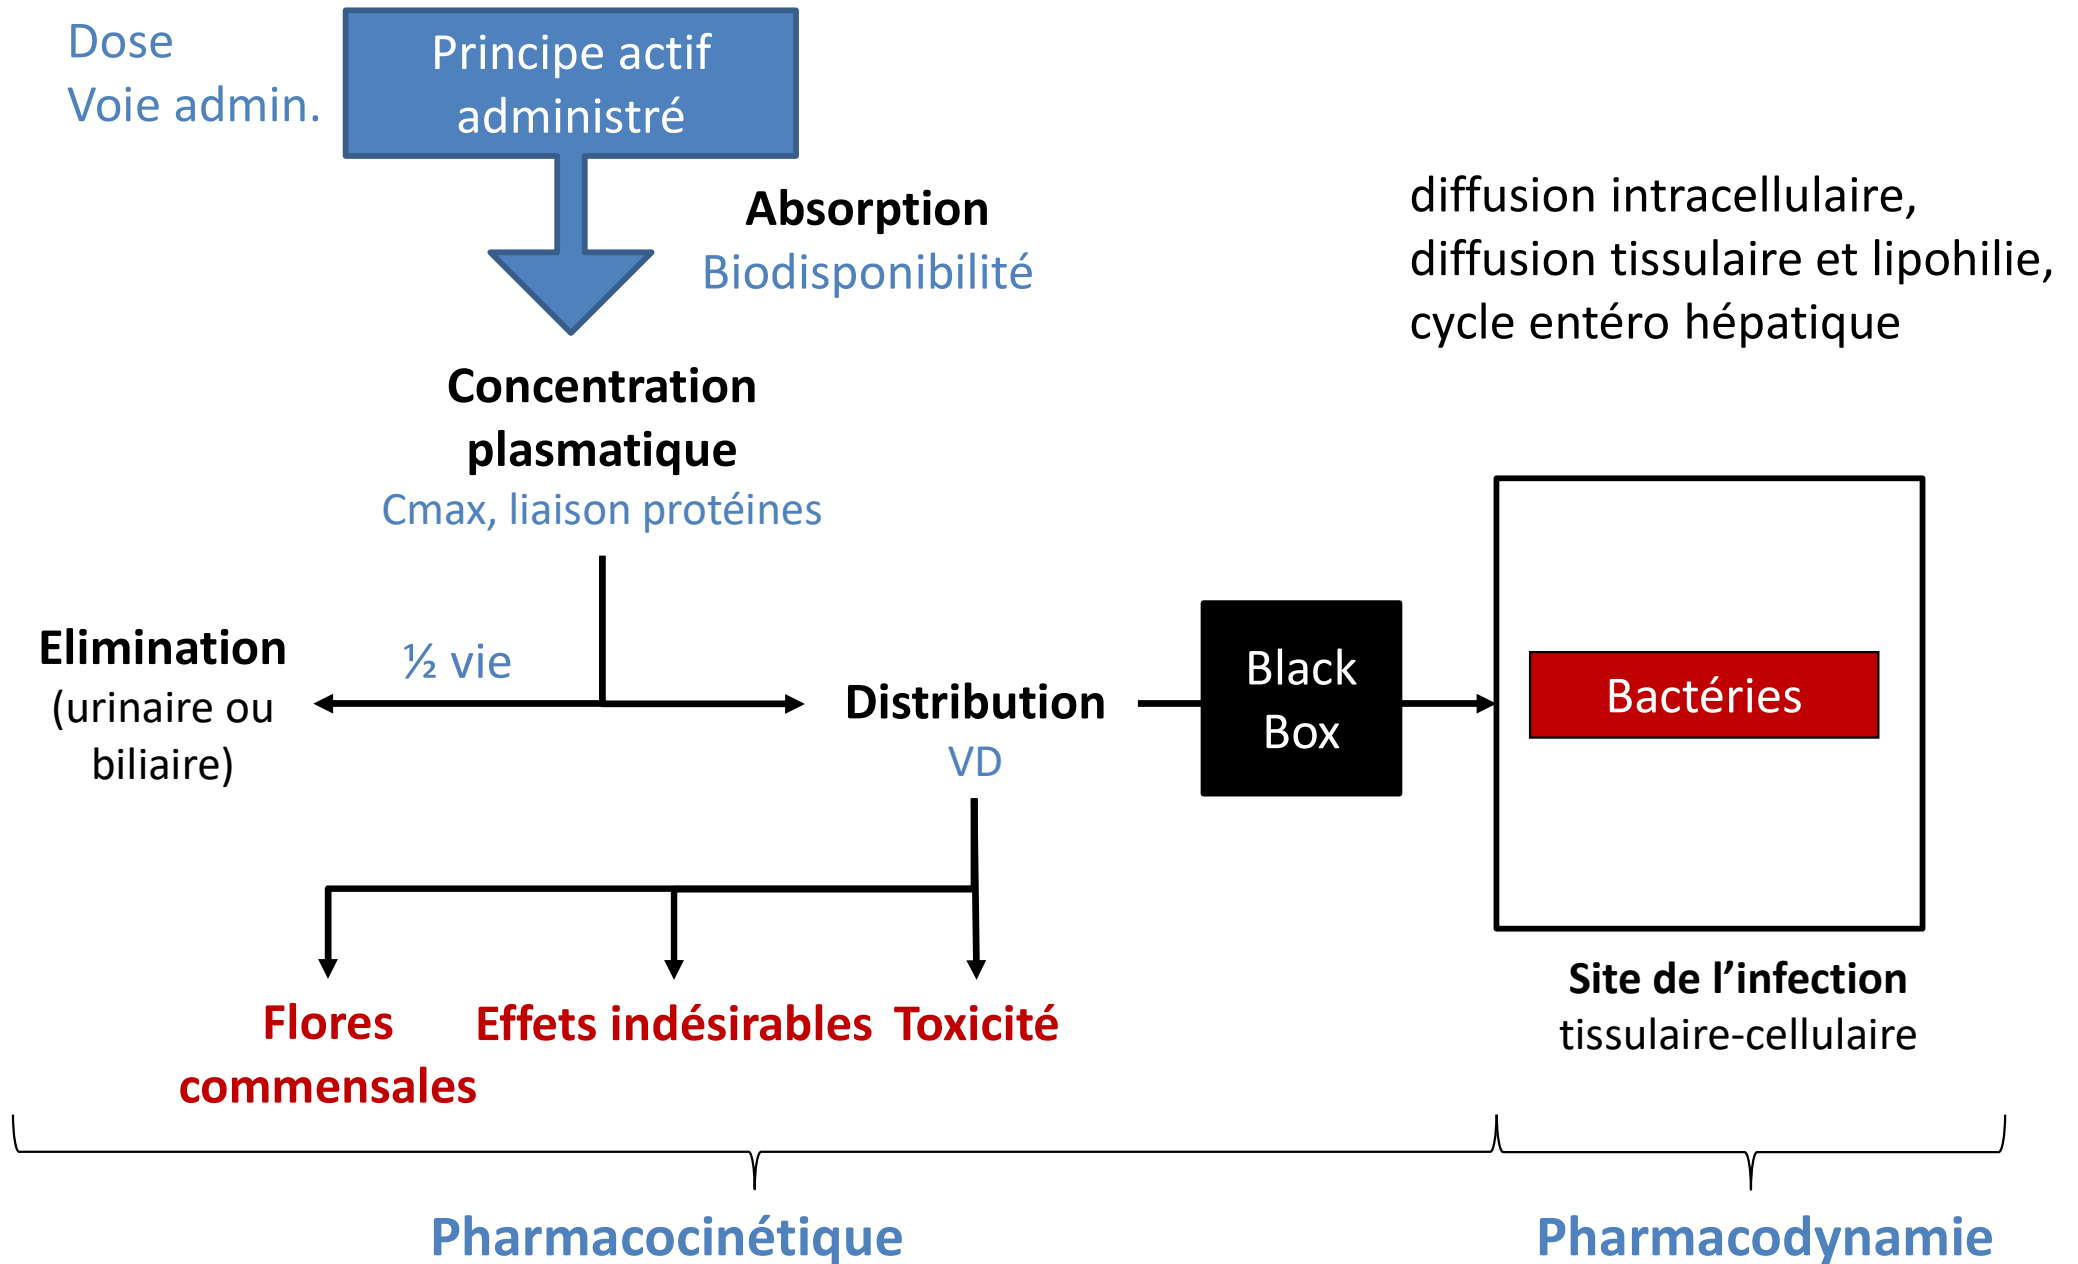 Dose
Voie admin.
Principe actif
administré
Absorption
Biodisponibilité
diffusion intracellulaire,
diffusion tissulaire et lipohilie,
cycle entéro hépatique
Concentration
plasmatique
Cmax, liaison protéines
Elimination
(urinaire ou
biliaire)
½ vie
Distribution
VD
Black
Box
Bactéries
Site de l’infection
tissulaire-cellulaire
Flores
commensales
Effets indésirables
Toxicité
Pharmacocinétique
Pharmacodynamie